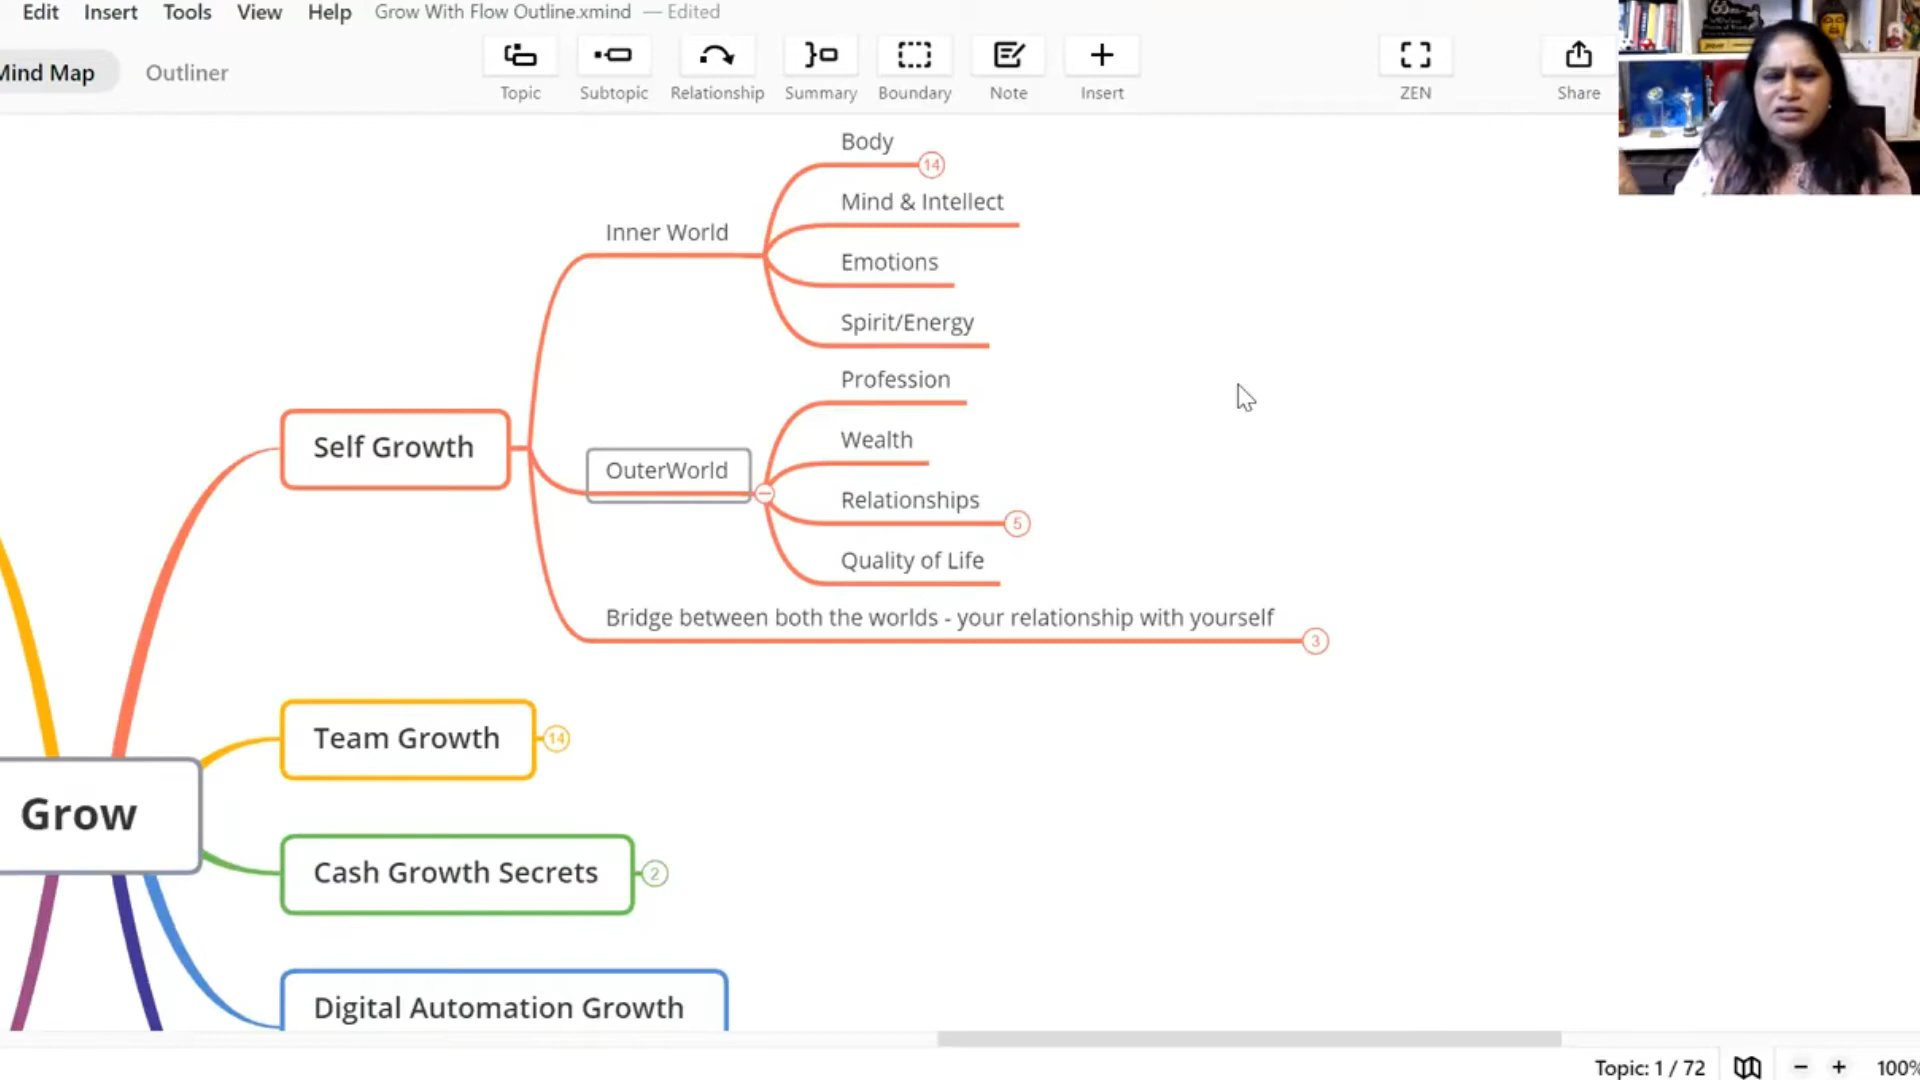 Edit Insert Tools View Help Grow With Flow Outline.xmind — Edited
Mind Map Outliner
Topic Subtopic Relationship Summary Boundary Note Insert ZEN Share
Body 14
Mind & Intellect
Inner World
Emotions
Spirit/Energy
Profession
Wealth
Self Growth
OuterWorld
Relationships 5
Quality of Life
Bridge between both the worlds - your relationship with yourself 3
Team Growth 14
Grow
Cash Growth Secrets 2
Digital Automation Growth
Topic: 1 / 72 100%